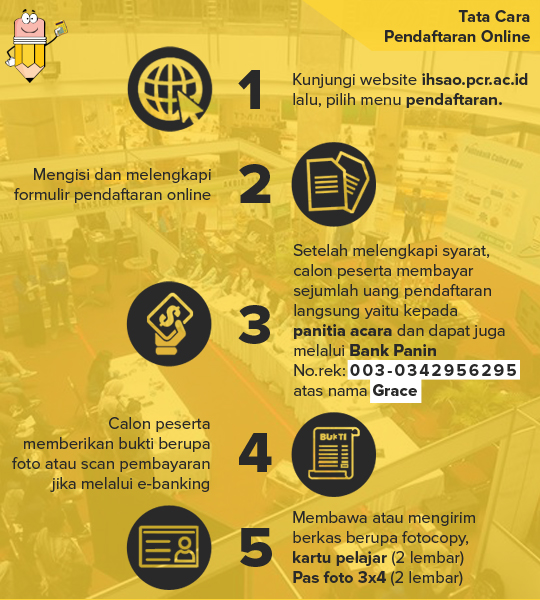 Tata Cara
Pendaftaran Online
1
Kunjungi website ihsao.pcr.ac.id
lalu, pilih menu pendaftaran.
Mengisi dan melengkapi
formulir pendaftaran online
2
3
Setelah melengkapi syarat,
calon peserta membayar
sejumlah uang pendaftaran
langsung yaitu kepada
panitia acara dan dapat juga
melalui Bank Panin
No.rek: 003-0342956295
atas nama Grace
Calon peserta
memberikan bukti berupa
foto atau scan pembayaran
jika melalui e-banking
4
BUKTI
5
Membawa atau mengirim
berkas berupa fotocopy,
kartu pelajar (2 lembar)
Pas foto 3x4 (2 lembar)